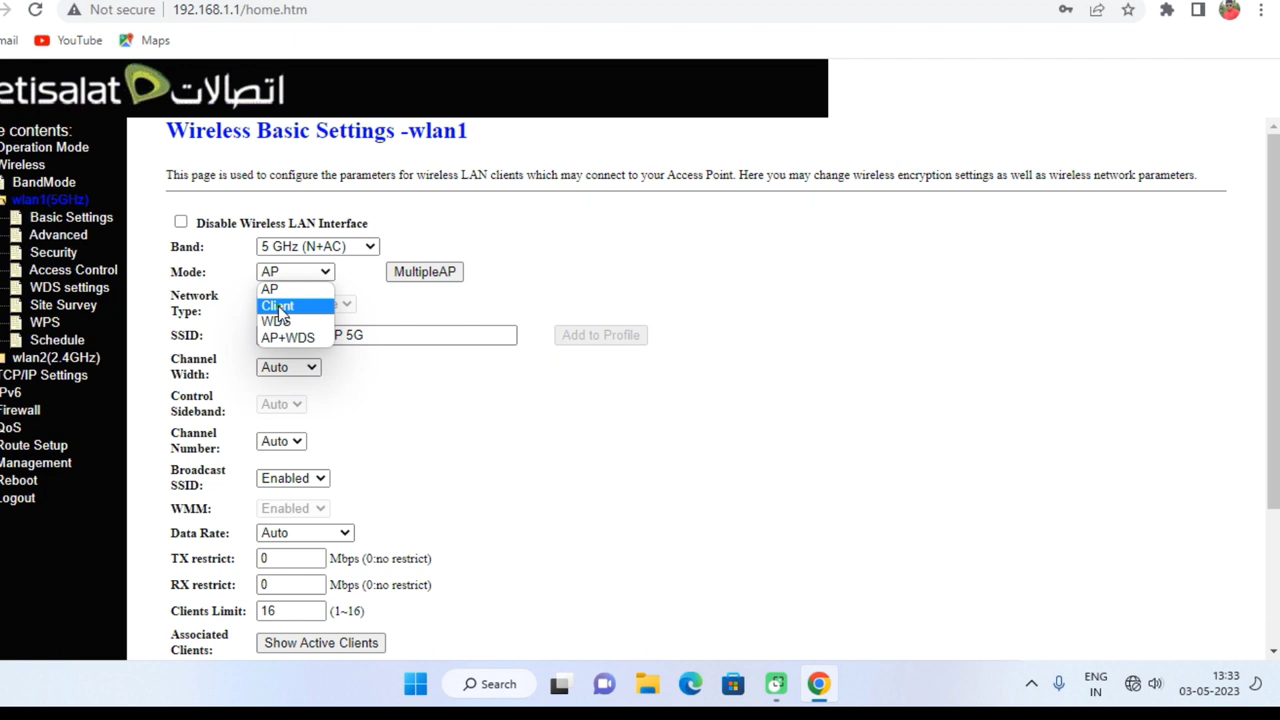 Not secure 192.168.1.1/home.htm
mail YouTube Maps
etisalat اتصالات
e contents:
Operation Mode
Wireless
BandMode
wlan1(5GHz)
Basic Settings
Advanced
Security
Access Control
WDS settings
Site Survey
WPS
Schedule
wlan2(2.4GHz)
TCP/IP Settings
IPv6
Firewall
QoS
Route Setup
Management
Reboot
Logout
Wireless Basic Settings -wlan1
This page is used to configure the parameters for wireless LAN clients which may connect to your Access Point. Here you may change wireless encryption settings as well as wireless network parameters.
Disable Wireless LAN Interface
Band: 5 GHz (N+AC)
Mode: AP MultipleAP
AP
Client
WDS
AP+WDS
Network
Type:
SSID: P 5G Add to Profile
Channel
Width: Auto
Control
Sideband: Auto
Channel
Number: Auto
Broadcast
SSID: Enabled
WMM: Enabled
Data Rate: Auto
TX restrict: 0 Mbps (0:no restrict)
RX restrict: 0 Mbps (0:no restrict)
Clients Limit: 16 (1~16)
Associated
Clients: Show Active Clients
Search
ENG
IN
13:33
03-05-2023